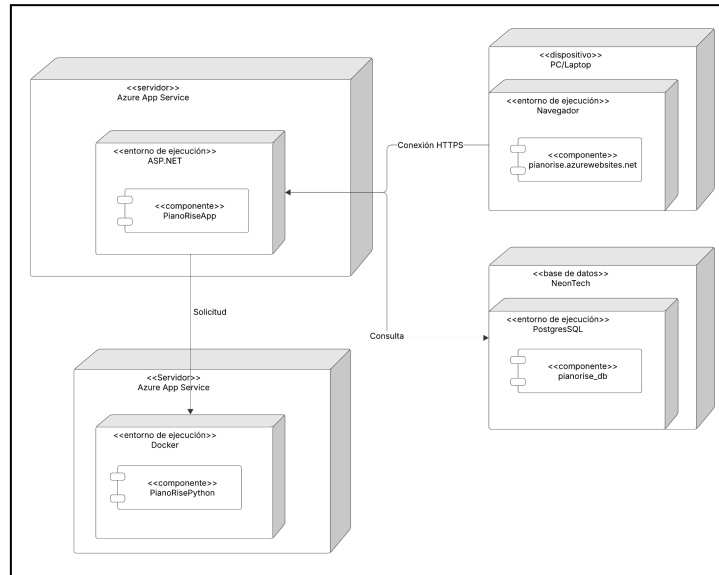 <<servidor>>
Azure App Service
<<entorno de ejecución>>
ASP.NET
<<componente>>
PianoRiseApp
<<dispositivo>>
PC/Laptop
<<entorno de ejecución>>
Navegador
<<componente>>
pianorise.azurewebsites.net
Conexión HTTPS
Solicitud
Consulta
<<base de datos>>
NeonTech
<<entorno de ejecución>>
PostgresSQL
<<componente>>
pianorise_db
<<Servidor>>
Azure App Service
<<entorno de ejecución>>
Docker
<<componente>>
PianoRisePython